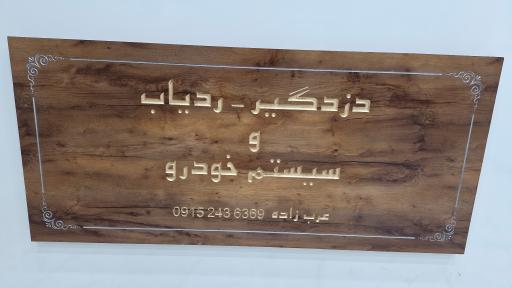 دزدگیر - ردیاب
و
سیستم خودرو
عرب زاده 0915 243 6369